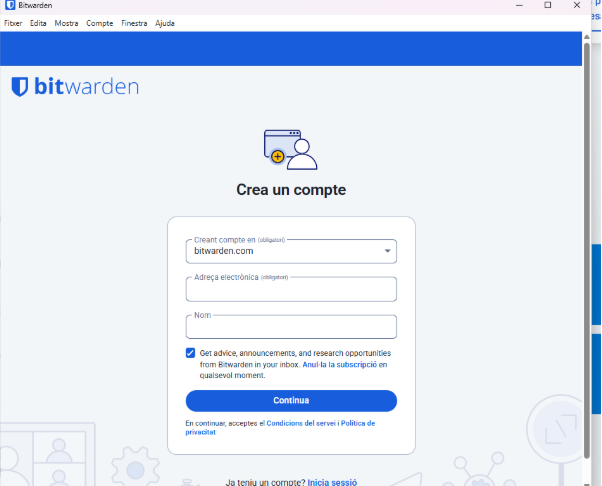 Bitwarden
Fitxer Edita Mostra Compte Finestra Ajuda
bitwarden
Crea un compte
Creant compte en (obligatori)
bitwarden.com
Adreça electrònica (obligatori)
Nom
Get advice, announcements, and research opportunities
from Bitwarden in your inbox. Anul·la la subscripció en
qualsevol moment.
Continua
En continuar, acceptes el Condicions del servei i Política de
privacitat
Ja teniu un compte? Inicia sessió